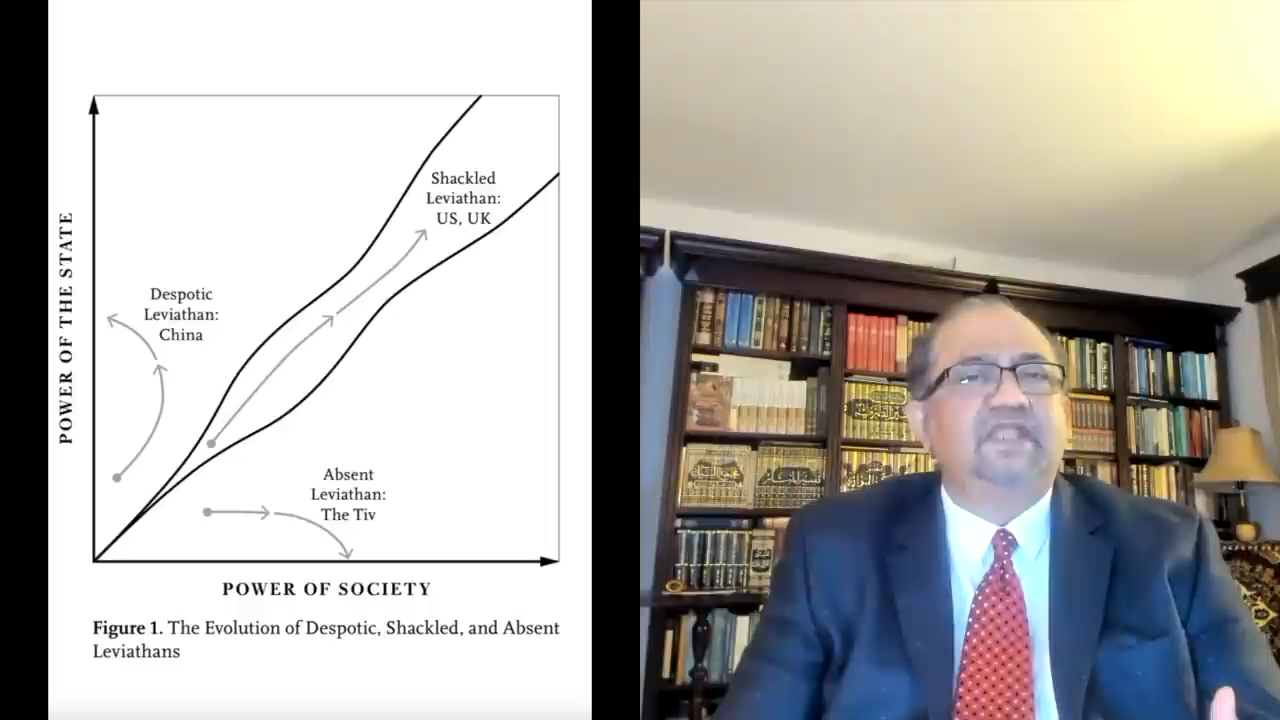 POWER OF THE STATE
Shackled
Leviathan:
US, UK
Despotic
Leviathan:
China
Absent
Leviathan:
The Tiv
POWER OF SOCIETY
Figure 1. The Evolution of Despotic, Shackled, and Absent
Leviathans